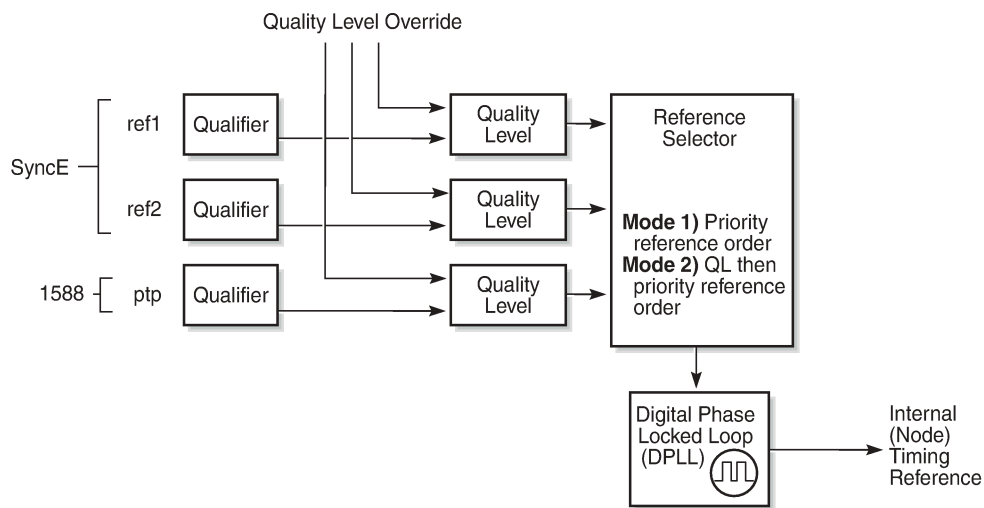 Quality Level Override
SyncE
ref1
Qualifier
Quality
Level
ref2
Qualifier
Quality
Level
1588
ptp
Qualifier
Quality
Level
Reference
Selector
Mode 1) Priority
reference order
Mode 2) QL then
priority reference
order
Digital Phase
Locked Loop
(DPLL)
Internal
(Node)
Timing
Reference